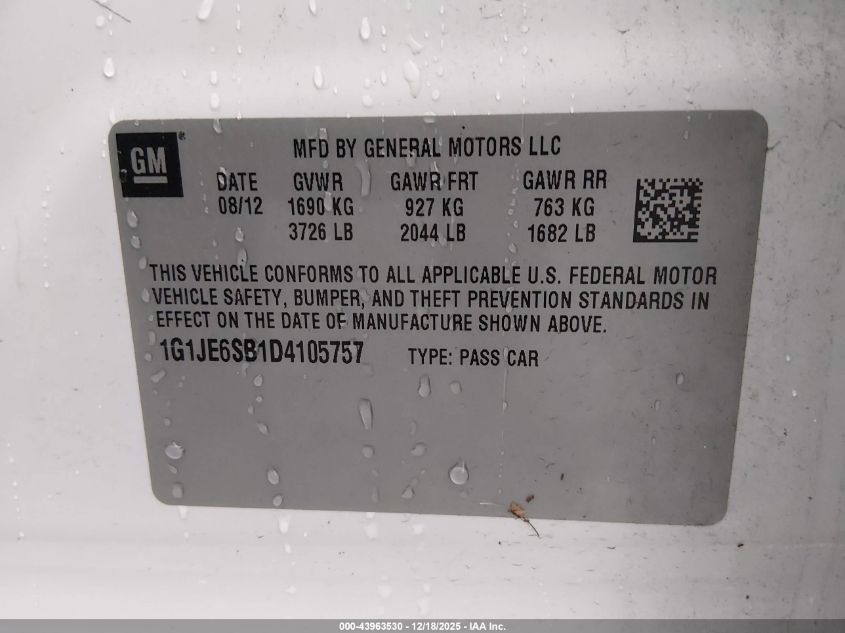 GM ®
MFD BY GENERAL MOTORS LLC
DATE GVWR GAWR FRT GAWR RR
08/12 1690 KG 927 KG 763 KG
3726 LB 2044 LB 1682 LB
THIS VEHICLE CONFORMS TO ALL APPLICABLE U.S. FEDERAL MOTOR
VEHICLE SAFETY, BUMPER, AND THEFT PREVENTION STANDARDS IN
EFFECT ON THE DATE OF MANUFACTURE SHOWN ABOVE.
1G1JE6SB1D4105757 TYPE: PASS CAR
000-43963530 - 12/18/2025 - IAA Inc.